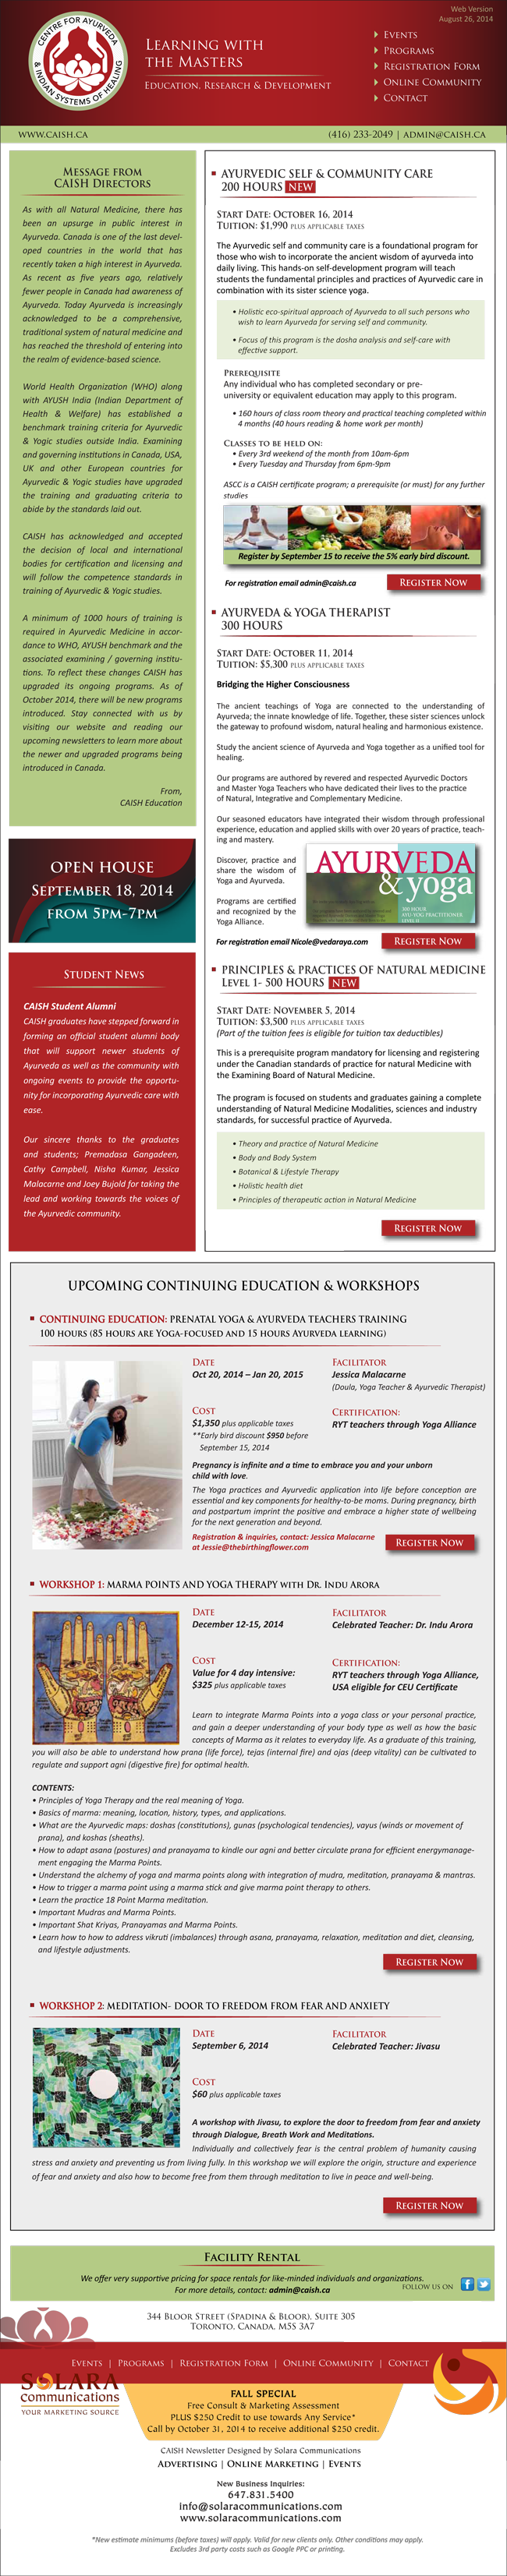 Web Version
August 26, 2014
CENTRE FOR AYURVEDA
& INDIAN SYSTEMS OF HEALING
LEARNING WITH
THE MASTERS
EDUCATION, RESEARCH & DEVELOPMENT
EVENTS
PROGRAMS
REGISTRATION FORM
ONLINE COMMUNITY
CONTACT
WWW.CAISH.CA
(416) 233-2049 | ADMIN@CAISH.CA
MESSAGE FROM
CAISH DIRECTORS
As with all Natural Medicine, there has
been an upsurge in public interest in
Ayurveda. Canada is one of the last devel-
oped countries in the world that has
recently taken a high interest in Ayurveda.
As recent as five years ago, relatively
fewer people in Canada had awareness of
Ayurveda. Today Ayurveda is increasingly
acknowledged to be a comprehensive,
traditional system of natural medicine and
has reached the threshold of entering into
the realm of evidence-based science.
World Health Organization (WHO) along
with AYUSH India (Indian Department of
Health & Welfare) has established a
benchmark training criteria for Ayurvedic
& Yogic studies outside India. Examining
and governing institutions in Canada, USA,
UK and other European countries for
Ayurvedic & Yogic studies have upgraded
the training and graduating criteria to
abide by the standards laid out.
CAISH has acknowledged and accepted
the decision of local and international
bodies for certification and licensing and
will follow the competence standards in
training of Ayurvedic & Yogic studies.
A minimum of 1000 hours of training is
required in Ayurvedic Medicine in accor-
dance to WHO, AYUSH benchmark and the
associated examining / governing institu-
tions. To reflect these changes CAISH has
upgraded its ongoing programs. As of
October 2014, there will be new programs
introduced. Stay connected with us by
visiting our website and reading our
upcoming newsletters to learn more about
the newer and upgraded programs being
introduced in Canada.
From,
CAISH Education
OPEN HOUSE
SEPTEMBER 18, 2014
FROM 5PM-7PM
STUDENT NEWS
CAISH Student Alumni
CAISH graduates have stepped forward in
forming an official student alumni body
that will support newer students of
Ayurveda as well as the community with
ongoing events to provide the opportu-
nity for incorporating Ayurvedic care with
ease.
Our sincere thanks to the graduates
and students; Premadasa Gangadeen,
Cathy Campbell, Nisha Kumar, Jessica
Malacarne and Joey Bujold for taking the
lead and working towards the voices of
the Ayurvedic community.
AYURVEDIC SELF & COMMUNITY CARE
200 HOURS NEW
START DATE: OCTOBER 16, 2014
TUITION: $1,990 PLUS APPLICABLE TAXES
The Ayurvedic self and community care is a foundational program for
those who wish to incorporate the ancient wisdom of ayurveda into
daily living. This hands-on self-development program will teach
students the fundamental principles and practices of Ayurvedic care in
combination with its sister science yoga.
• Holistic eco-spiritual approach of Ayurveda to all such persons who
wish to learn Ayurveda for serving self and community.
• Focus of this program is the dosha analysis and self-care with
effective support.
PREREQUISITE
Any individual who has completed secondary or pre-
university or equivalent education may apply to this program.
• 160 hours of class room theory and practical teaching completed within
4 months (40 hours reading & home work per month)
CLASSES TO BE HELD ON:
• Every 3rd weekend of the month from 10am-6pm
• Every Tuesday and Thursday from 6pm-9pm
ASCC is a CAISH certificate program; a prerequisite (or must) for any further
studies
Register by September 15 to receive the 5% early bird discount.
For registration email admin@caish.ca
REGISTER NOW
AYURVEDA & YOGA THERAPIST
300 HOURS
START DATE: OCTOBER 11, 2014
TUITION: $5,300 PLUS APPLICABLE TAXES
Bridging the Higher Consciousness
The ancient teachings of Yoga are connected to the understanding of
Ayurveda; the innate knowledge of life. Together, these sister sciences unlock
the gateway to profound wisdom, natural healing and harmonious existence.
Study the ancient science of Ayurveda and Yoga together as a unified tool for
healing.
Our programs are authored by revered and respected Ayurvedic Doctors
and Master Yoga Teachers who have dedicated their lives to the practice
of Natural, Integrative and Complementary Medicine.
Our seasoned educators have integrated their wisdom through professional
experience, education and applied skills with over 20 years of practice, teach-
ing and mastery.
Discover, practice and
share the wisdom of
Yoga and Ayurveda.
Programs are certified
and recognized by the
Yoga Alliance.
AYURVEDA
& yoga
300 HOUR
AYU-YOG PRACTITIONER
LEVEL II
For registration email Nicole@vedaraya.com
REGISTER NOW
PRINCIPLES & PRACTICES OF NATURAL MEDICINE
LEVEL 1- 500 HOURS NEW
START DATE: NOVEMBER 5, 2014
TUITION: $3,500 PLUS APPLICABLE TAXES
(Part of the tuition fees is eligible for tuition tax deductibles)
This is a prerequisite program mandatory for licensing and registering
under the Canadian standards of practice for natural Medicine with
the Examining Board of Natural Medicine.
The program is focused on students and graduates gaining a complete
understanding of Natural Medicine Modalities, sciences and industry
standards, for successful practice of Ayurveda.
• Theory and practice of Natural Medicine
• Body and Body System
• Botanical & Lifestyle Therapy
• Holistic health diet
• Principles of therapeutic action in Natural Medicine
REGISTER NOW
UPCOMING CONTINUING EDUCATION & WORKSHOPS
CONTINUING EDUCATION: PRENATAL YOGA & AYURVEDA TEACHERS TRAINING
100 HOURS (85 HOURS ARE YOGA-FOCUSED AND 15 HOURS AYURVEDA LEARNING)
DATE
Oct 20, 2014 – Jan 20, 2015
FACILITATOR
Jessica Malacarne
(Doula, Yoga Teacher & Ayurvedic Therapist)
COST
$1,350 plus applicable taxes
**Early bird discount $950 before
September 15, 2014
CERTIFICATION:
RYT teachers through Yoga Alliance
Pregnancy is infinite and a time to embrace you and your unborn
child with love.
The Yoga practices and Ayurvedic application into life before conception are
essential and key components for healthy-to-be moms. During pregnancy, birth
and postpartum imprint the positive and embrace a higher state of wellbeing
for the next generation and beyond.
Registration & inquiries, contact: Jessica Malacarne
at Jessie@thebirthingflower.com
REGISTER NOW
WORKSHOP 1: MARMA POINTS AND YOGA THERAPY WITH DR. INDU ARORA
DATE
December 12-15, 2014
FACILITATOR
Celebrated Teacher: Dr. Indu Arora
COST
Value for 4 day intensive:
$325 plus applicable taxes
CERTIFICATION:
RYT teachers through Yoga Alliance,
USA eligible for CEU Certificate
Learn to integrate Marma Points into a yoga class or your personal practice,
and gain a deeper understanding of your body type as well as how the basic
concepts of Marma as it relates to everyday life. As a graduate of this training,
you will also be able to understand how prana (life force), tejas (internal fire) and ojas (deep vitality) can be cultivated to
regulate and support agni (digestive fire) for optimal health.
CONTENTS:
• Principles of Yoga Therapy and the real meaning of Yoga.
• Basics of marma: meaning, location, history, types, and applications.
• What are the Ayurvedic maps: doshas (constitutions), gunas (psychological tendencies), vayus (winds or movement of
prana), and koshas (sheaths).
• How to adapt asana (postures) and pranayama to kindle our agni and better circulate prana for efficient energymanage-
ment engaging the Marma Points.
• Understand the alchemy of yoga and marma points along with integration of mudra, meditation, pranayama & mantras.
• How to trigger a marma point using a marma stick and give marma point therapy to others.
• Learn the practice 18 Point Marma meditation.
• Important Mudras and Marma Points.
• Important Shat Kriyas, Pranayamas and Marma Points.
• Learn how to how to address vikruti (imbalances) through asana, pranayama, relaxation, meditation and diet, cleansing,
and lifestyle adjustments.
REGISTER NOW
WORKSHOP 2: MEDITATION- DOOR TO FREEDOM FROM FEAR AND ANXIETY
DATE
September 6, 2014
FACILITATOR
Celebrated Teacher: Jivasu
COST
$60 plus applicable taxes
A workshop with Jivasu, to explore the door to freedom from fear and anxiety
through Dialogue, Breath Work and Meditations.
Individually and collectively fear is the central problem of humanity causing
stress and anxiety and preventing us from living fully. In this workshop we will explore the origin, structure and experience
of fear and anxiety and also how to become free from them through meditation to live in peace and well-being.
REGISTER NOW
FACILITY RENTAL
We offer very supportive pricing for space rentals for like-minded individuals and organizations.
For more details, contact: admin@caish.ca
FOLLOW US ON
344 BLOOR STREET (SPADINA & BLOOR), SUITE 305
TORONTO, CANADA. M5S 3A7
EVENTS | PROGRAMS | REGISTRATION FORM | ONLINE COMMUNITY | CONTACT
SOLARA
communications
YOUR MARKETING SOURCE
FALL SPECIAL
Free Consult & Marketing Assessment
PLUS $250 Credit to use towards Any Service*
Call by October 31, 2014 to receive additional $250 credit.
CAISH Newsletter Designed by Solara Communications
ADVERTISING | ONLINE MARKETING | EVENTS
New Business Inquiries:
647.831.5400
info@solaracommunications.com
www.solaracommunications.com
*New estimate minimums (before taxes) will apply. Valid for new clients only. Other conditions may apply.
Excludes 3rd party costs such as Google PPC or printing.